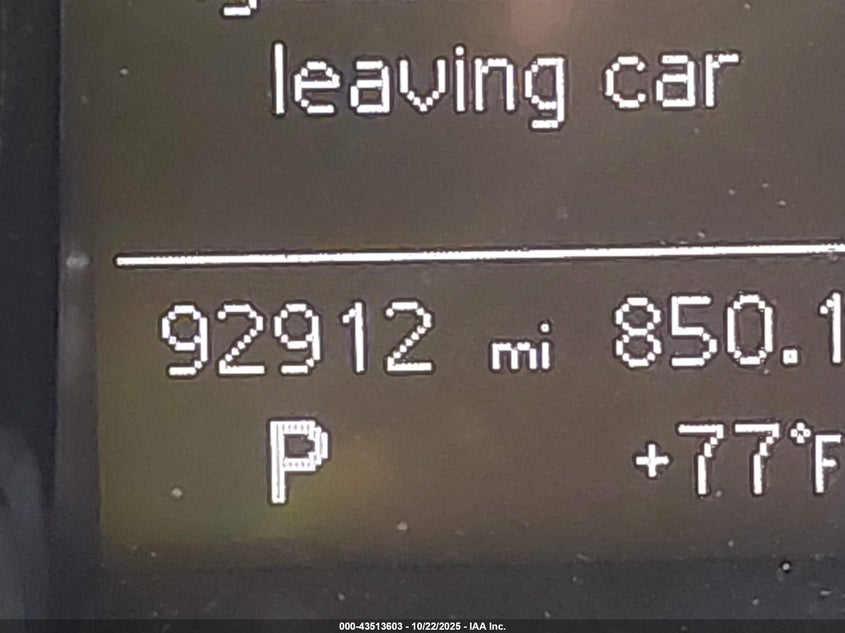 leaving car
92912 mi 850.1
P +77°F
000-43513603 - 10/22/2025 - IAA Inc.